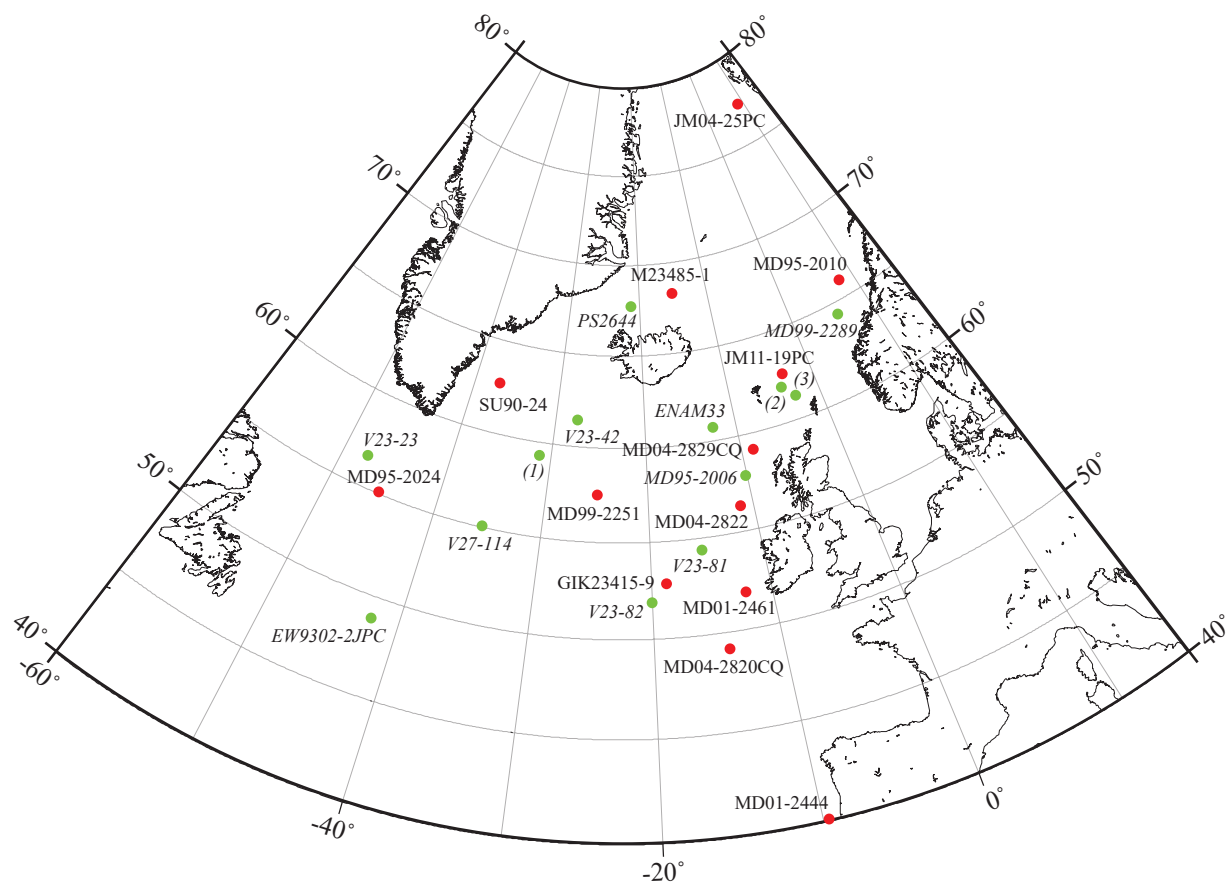 80°
80°
JM04-25PC
70°
70°
MD95-2010
M23485-1
PS2644
MD99-2289
60°
60°
JM11-19PC
(3)
(2)
SU90-24
ENAM33
V23-42
V23-23
MD04-2829CQ
(1)
MD95-2024
MD95-2006
50°
50°
MD99-2251
MD04-2822
V27-114
V23-81
GIK23415-9
V23-82
MD01-2461
EW9302-2JPC
40°
40°
-60°
MD04-2820CQ
MD01-2444
0°
-40°
-20°